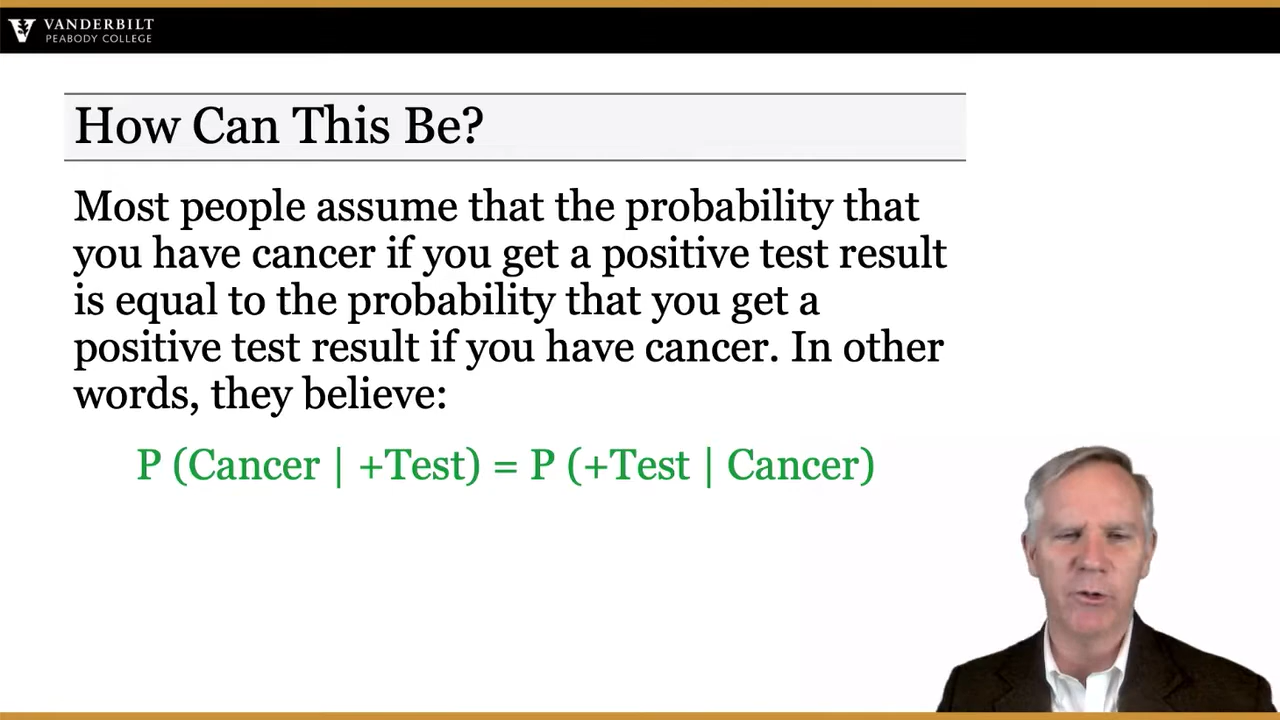 VANDERBILT
PEABODY COLLEGE
How Can This Be?
Most people assume that the probability that
you have cancer if you get a positive test result
is equal to the probability that you get a
positive test result if you have cancer. In other
words, they believe:
P (Cancer | +Test) = P (+Test | Cancer)